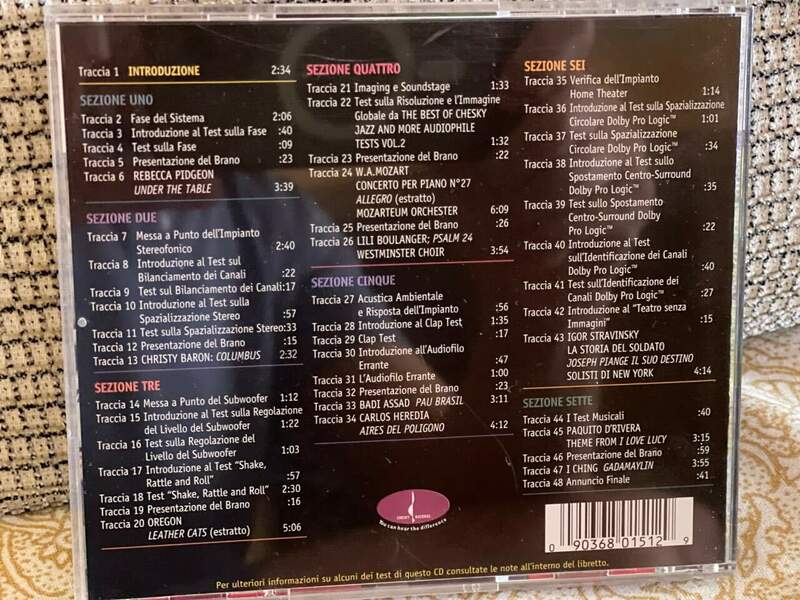 Traccia 1 INTRODUZIONE 2:34
SEZIONE UNO
Traccia 2 Fase del Sistema 2:06
Traccia 3 Introduzione al Test sulla Fase :40
Traccia 4 Test sulla Fase :09
Traccia 5 Presentazione del Brano :23
Traccia 6 REBECCA PIDGEON
UNDER THE TABLE 3:39
SEZIONE DUE
Traccia 7 Messa a Punto dell'Impianto
Stereofonico 2:40
Traccia 8 Introduzione al Test sul
Bilanciamento dei Canali :22
Traccia 9 Test sul Bilanciamento dei Canali :17
Traccia 10 Introduzione al Test sulla
Spazializzazione Stereo :57
Traccia 11 Test sulla Spazializzazione Stereo :33
Traccia 12 Presentazione del Brano :15
Traccia 13 CHRISTY BARON: COLUMBUS 2:32
SEZIONE TRE
Traccia 14 Messa a Punto del Subwoofer 1:12
Traccia 15 Introduzione al Test sulla Regolazione
del Livello del Subwoofer 1:22
Traccia 16 Test sulla Regolazione del
Livello del Subwoofer 1:03
Traccia 17 Introduzione al Test "Shake,
Rattle and Roll" :57
Traccia 18 Test "Shake, Rattle and Roll" 2:30
Traccia 19 Presentazione del Brano :16
Traccia 20 OREGON
LEATHER CATS (estratto) 5:06
SEZIONE QUATTRO
Traccia 21 Imaging e Soundstage 1:33
Traccia 22 Test sulla Risoluzione e l'Immagine
Globale da THE BEST OF CHESKY
JAZZ AND MORE AUDIOPHILE
TESTS VOL.2 1:32
Traccia 23 Presentazione del Brano :22
Traccia 24 W.A.MOZART
CONCERTO PER PIANO N°27
ALLEGRO (estratto)
MOZARTEUM ORCHESTER 6:09
Traccia 25 Presentazione del Brano :26
Traccia 26 LILI BOULANGER: PSALM 24
WESTMINSTER CHOIR 3:54
SEZIONE CINQUE
Traccia 27 Acustica Ambientale
e Risposta dell'Impianto :56
Traccia 28 Introduzione al Clap Test 1:35
Traccia 29 Clap Test :17
Traccia 30 Introduzione all'Audiofilo
Errante :47
Traccia 31 L'Audiofilo Errante 1:00
Traccia 32 Presentazione del Brano :23
Traccia 33 BADI ASSAD PAU BRASIL 3:11
Traccia 34 CARLOS HEREDIA
AIRES DEL POLIGONO 4:12
SEZIONE SEI
Traccia 35 Verifica dell'Impianto
Home Theater 1:14
Traccia 36 Introduzione al Test sulla Spazializzazione
Circolare Dolby Pro Logic™ 1:01
Traccia 37 Test sulla Spazializzazione
Circolare Dolby Pro Logic™ :34
Traccia 38 Introduzione al Test sullo
Spostamento Centro-Surround
Dolby Pro Logic™ :35
Traccia 39 Test sullo Spostamento
Centro-Surround Dolby
Pro Logic™ :22
Traccia 40 Introduzione al Test
sull'Identificazione dei Canali
Dolby Pro Logic™ :40
Traccia 41 Test sull'Identificazione dei
Canali Dolby Pro Logic™ :27
Traccia 42 Introduzione al "Teatro senza
Immagini" :15
Traccia 43 IGOR STRAVINSKY
LA STORIA DEL SOLDATO
JOSEPH PIANGE IL SUO DESTINO
SOLISTI DI NEW YORK 4:14
SEZIONE SETTE
Traccia 44 I Test Musicali :40
Traccia 45 PAQUITO D'RIVERA
THEME FROM I LOVE LUCY 3:15
Traccia 46 Presentazione del Brano :59
Traccia 47 I CHING GADAMAYLIN 3:55
Traccia 48 Annuncio Finale :41
CHESKY RECORDS
We can hear the difference
0 90368 01512 9
Per ulteriori informazioni su alcuni dei test di questo CD consultate le note all'interno del libretto.